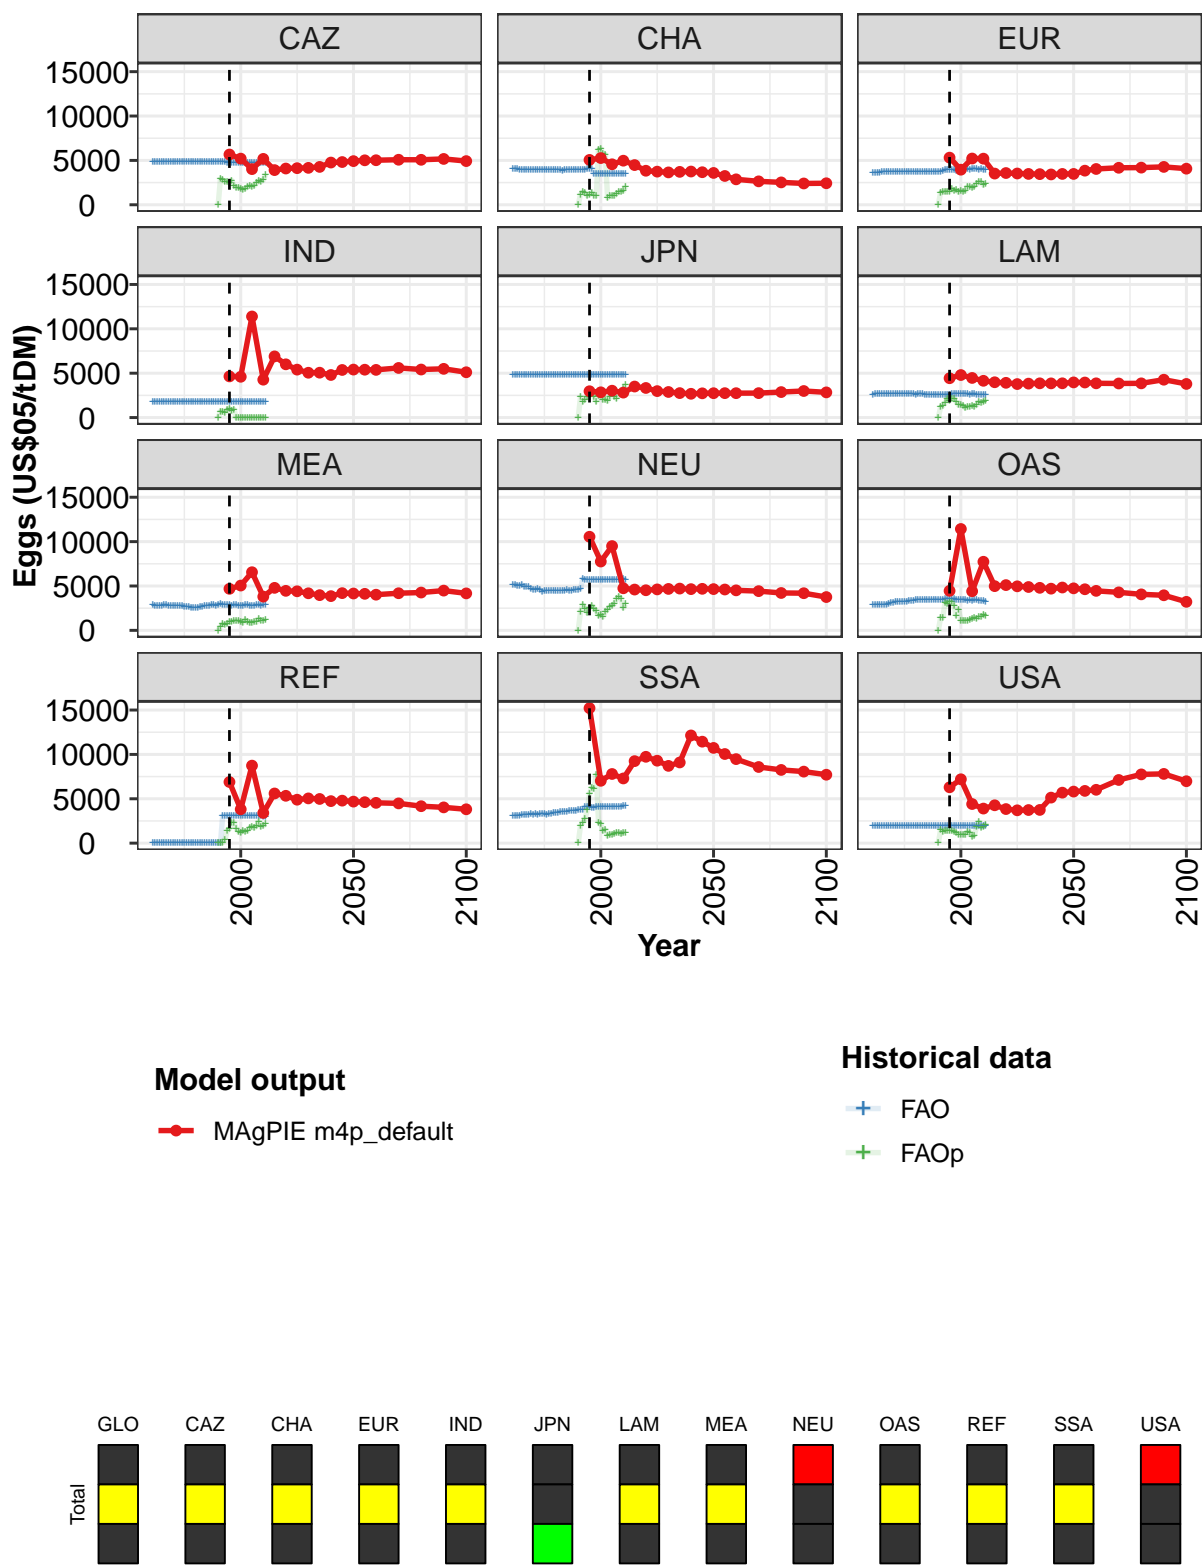 CAZ CHA EUR
15000
10000
5000
0
IND JPN LAM
15000
10000
5000
0
MEA NEU OAS
15000
10000
5000
0
REF SSA USA
15000
10000
5000
0
2000 2050 2100 2000 2050 2100 2000 2050 2100
Year
Eggs (US$05/tDM)
Model output
MAgPIE m4p_default
Historical data
FAO
FAOp
GLO CAZ CHA EUR IND JPN LAM MEA NEU OAS REF SSA USA
Total